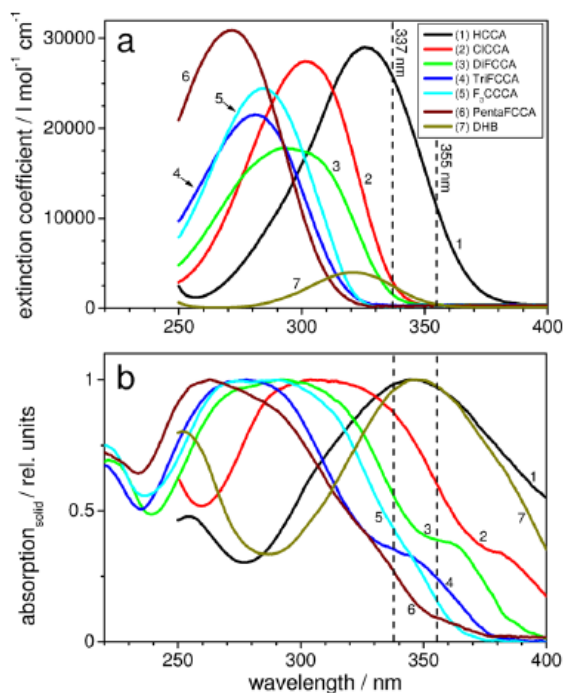 a
extinction coefficient / l mol⁻¹ cm⁻¹
30000
20000
10000
0
250
300
350
400
337 nm
355 nm
(1) HCCA
(2) ClCCA
(3) DiFCCA
(4) TriFCCA
(5) F₃CCCA
(6) PentaFCCA
(7) DHB
6
5
4
3
2
1
7
b
absorption solid / rel. units
1
0.5
0
1
7
2
3
5
4
6
250
300
350
400
wavelength / nm